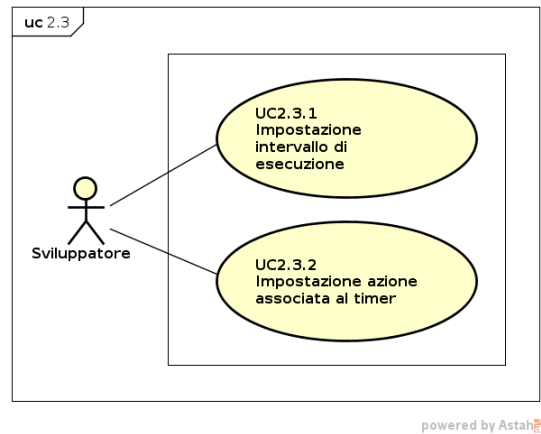 uc 2.3
UC2.3.1
Impostazione
intervallo di
esecuzione
Sviluppatore
UC2.3.2
Impostazione azione
associata al timer
powered by Astah